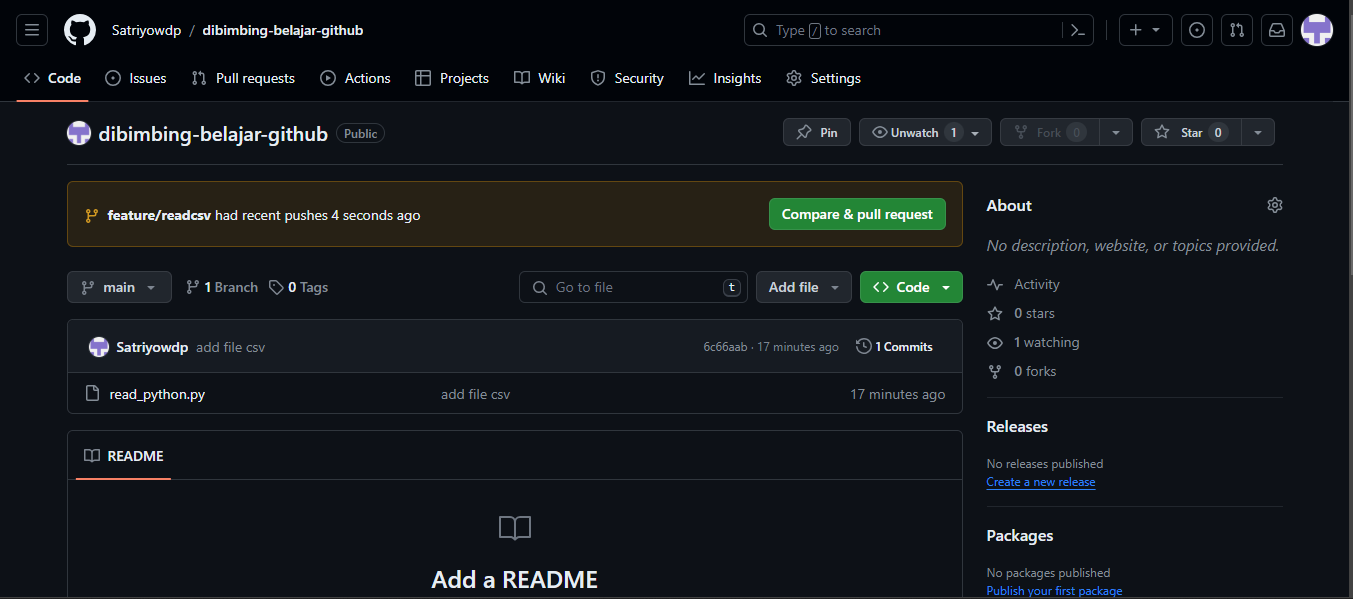 Satriyowdp / dibimbing-belajar-github Type / to search
Code Issues Pull requests Actions Projects Wiki Security Insights Settings
dibimbing-belajar-github Public Pin Unwatch 1 Fork 0 Star 0
feature/readcsv had recent pushes 4 seconds ago Compare & pull request
main 1 Branch 0 Tags Go to file t Add file Code
Satriyowdp add file csv 6c66aab · 17 minutes ago 1 Commits
read_python.py add file csv 17 minutes ago
README
Add a README
About
No description, website, or topics provided.
Activity
0 stars
1 watching
0 forks
Releases
No releases published
Create a new release
Packages
No packages published
Publish your first package